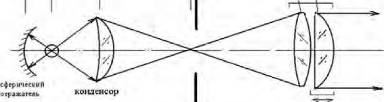 сферический
отражатель
конденсор